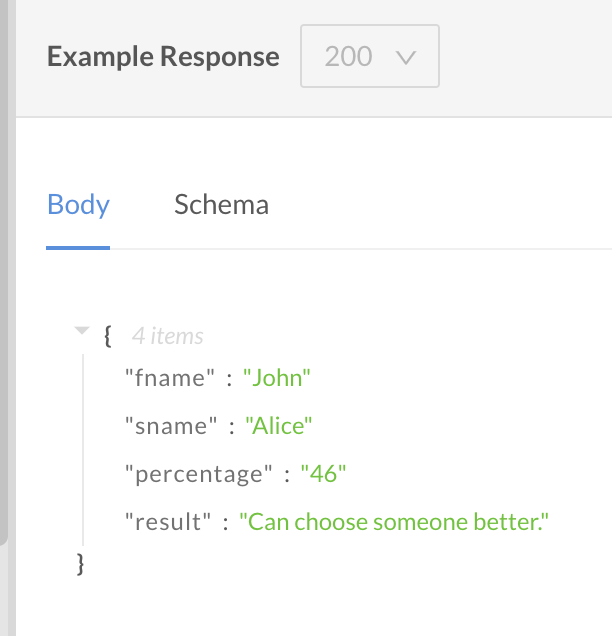 Example Response 200
Body Schema
{ 4 items
"fname" : "John"
"sname" : "Alice"
"percentage" : "46"
"result" : "Can choose someone better."
}